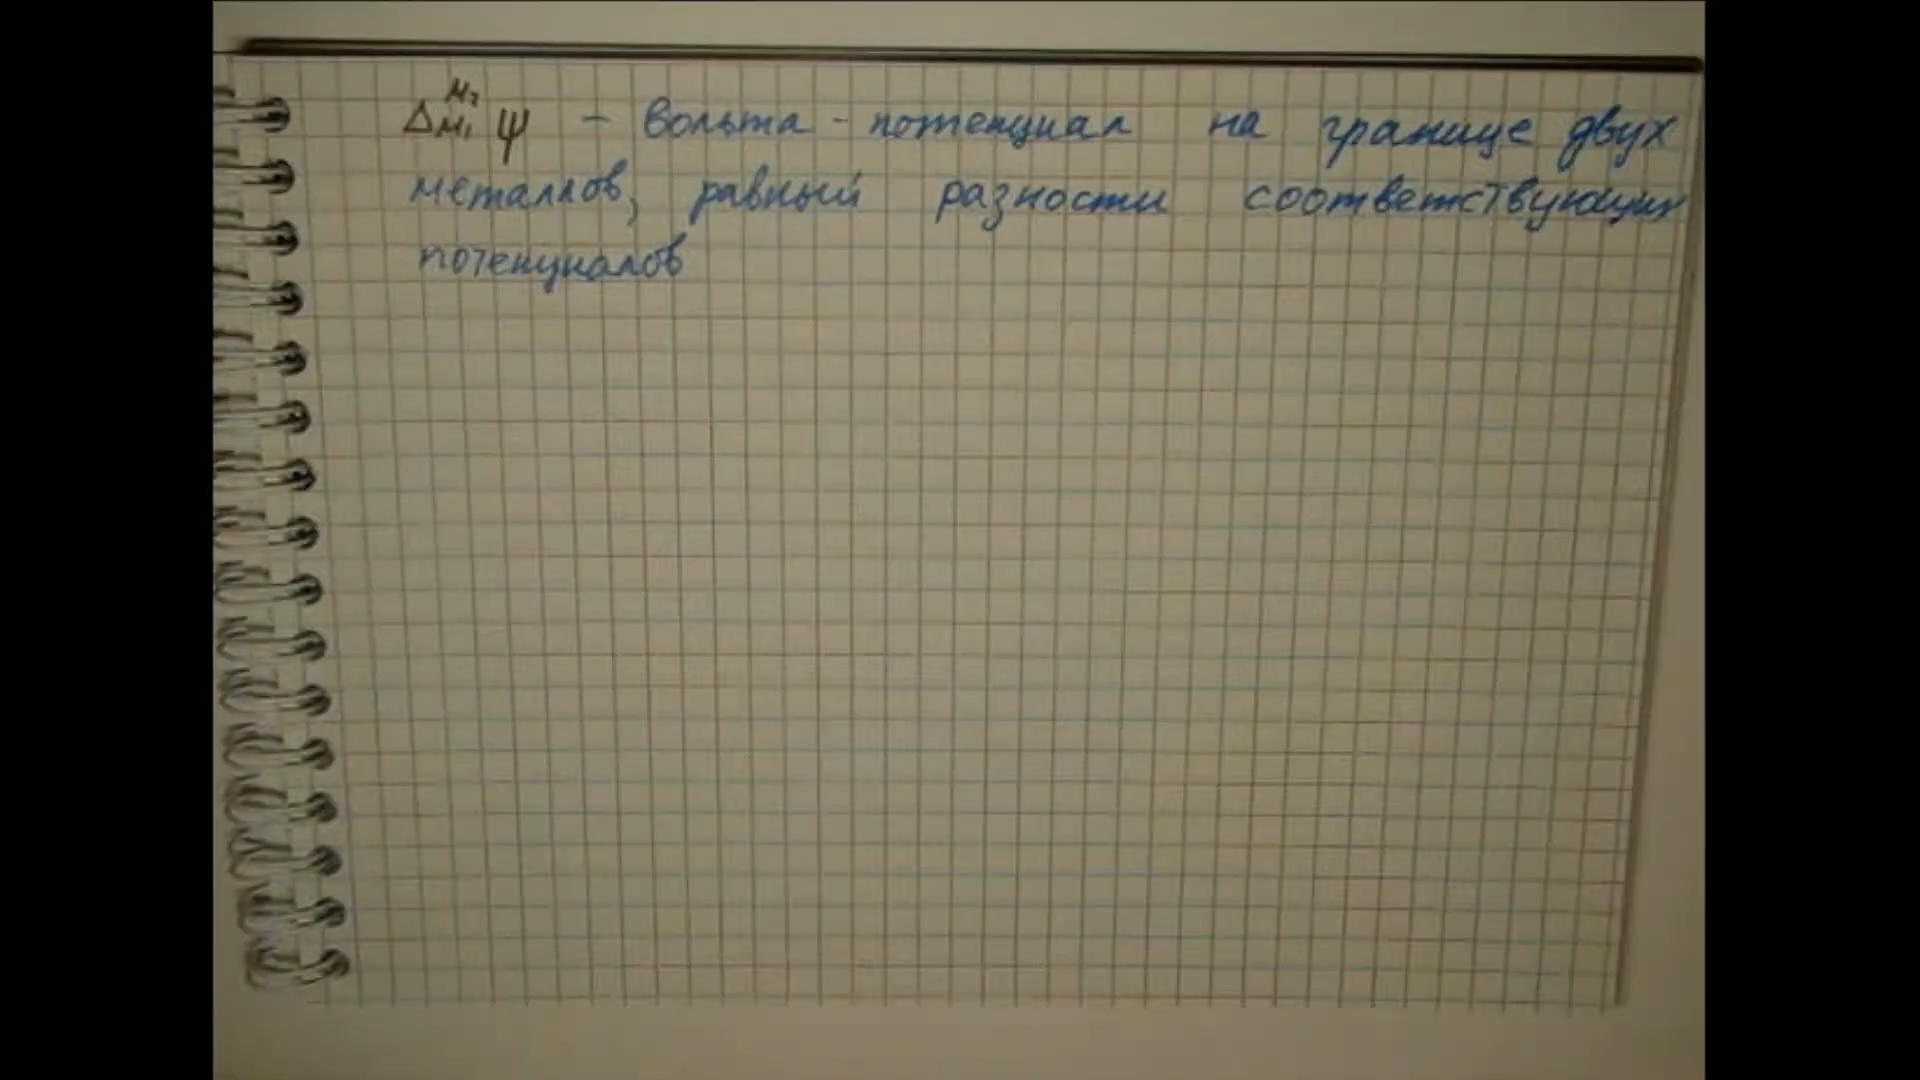 Δ^{M₂}_{M₁} ψ – вольта-потенциал на границе двух
металлов, равный разности соответствующих
потенциалов